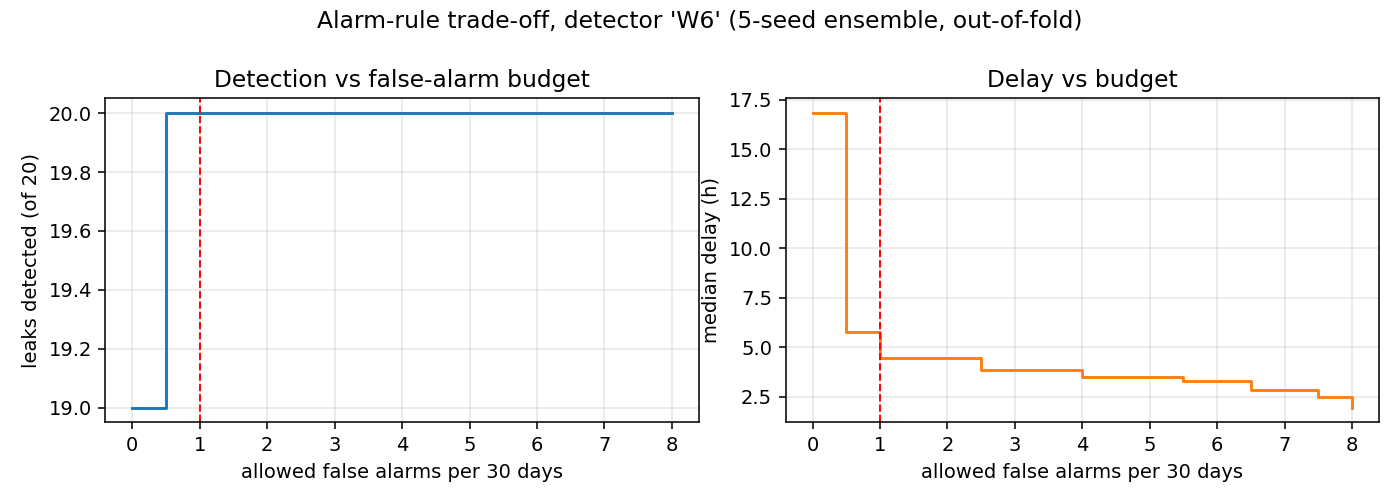 Alarm-rule trade-off, detector 'W6' (5-seed ensemble, out-of-fold)
Detection vs false-alarm budget
leaks detected (of 20)
20.0
19.8
19.6
19.4
19.2
19.0
0 1 2 3 4 5 6 7 8
allowed false alarms per 30 days
Delay vs budget
median delay (h)
17.5
15.0
12.5
10.0
7.5
5.0
2.5
0 1 2 3 4 5 6 7 8
allowed false alarms per 30 days